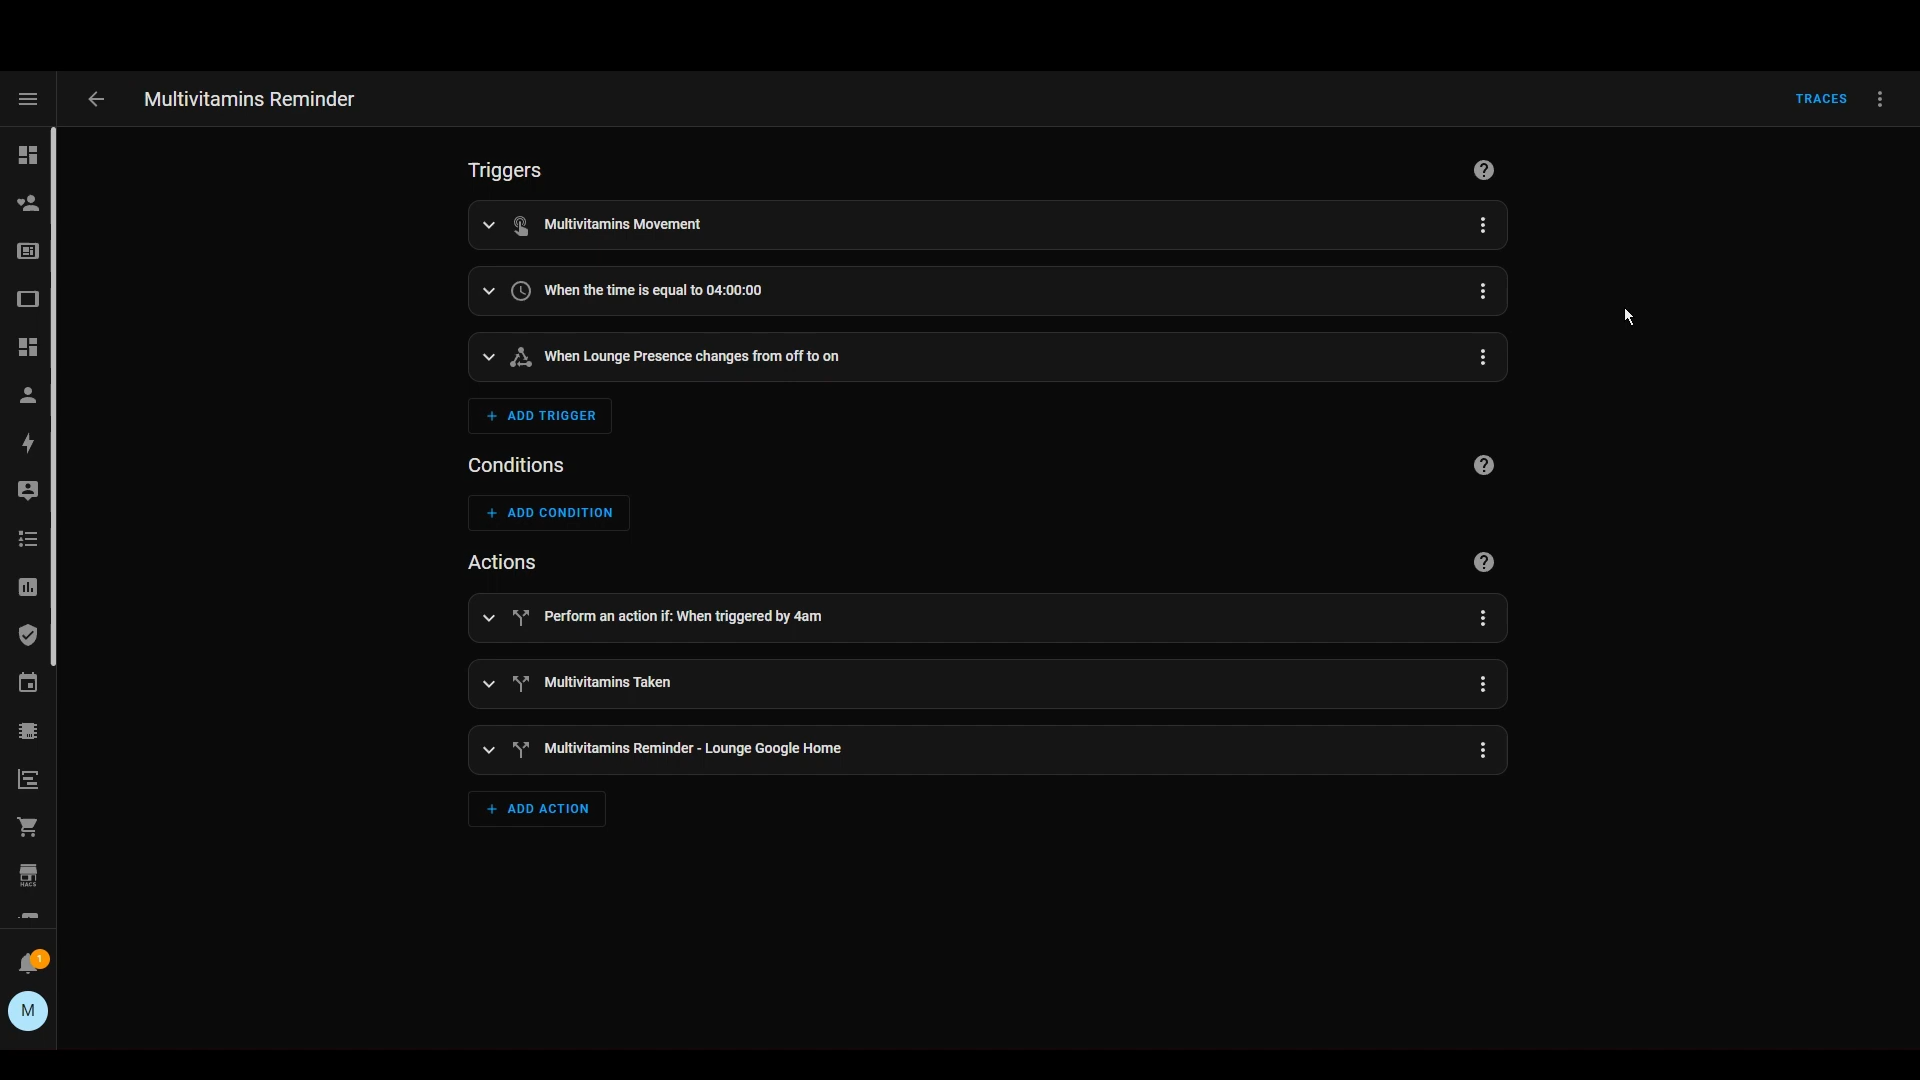 Multivitamins Reminder
TRACES
Triggers
Multivitamins Movement
When the time is equal to 04:00:00
When Lounge Presence changes from off to on
+ ADD TRIGGER
Conditions
+ ADD CONDITION
Actions
Perform an action if: When triggered by 4am
Multivitamins Taken
Multivitamins Reminder - Lounge Google Home
+ ADD ACTION
HACS
1
M